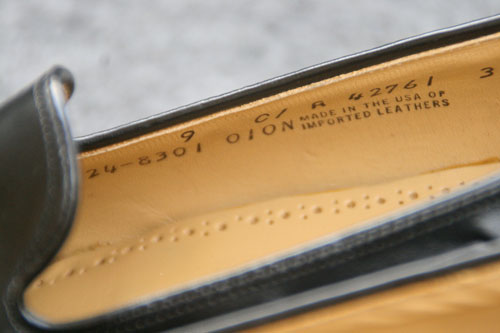 9 C/ A 42761 3
24-8301 010N MADE IN THE USA OF
IMPORTED LEATHERS